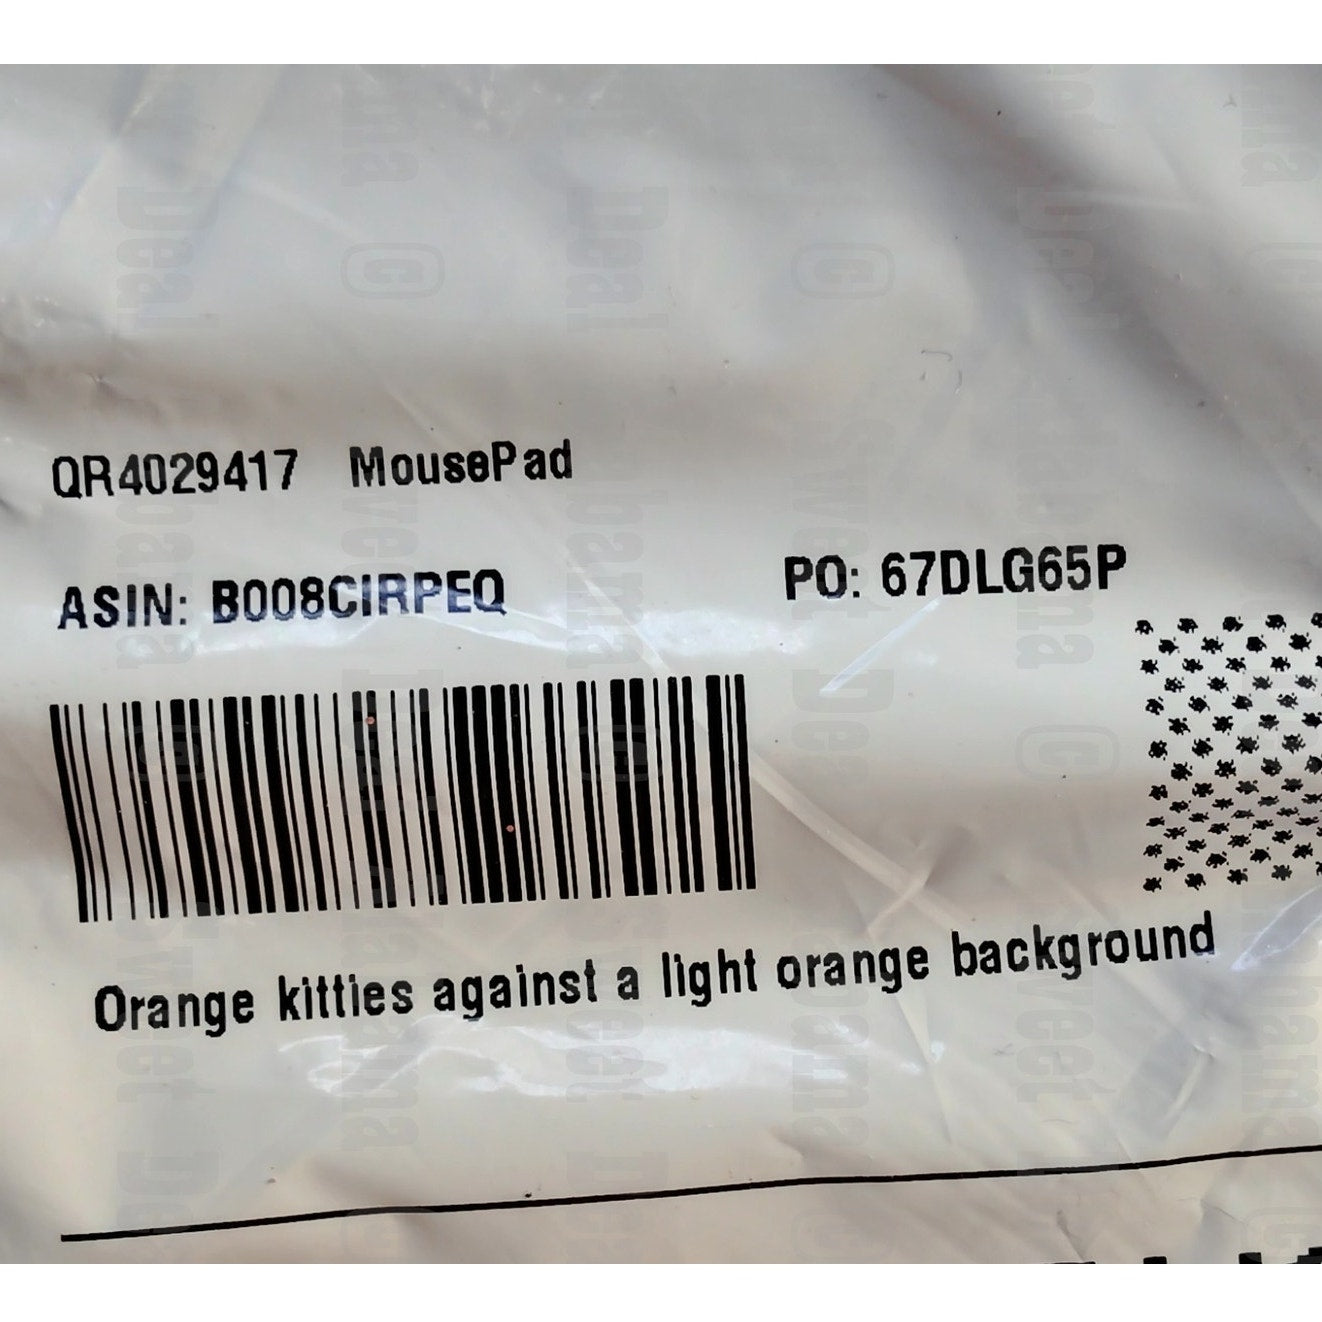 QR4029417 MousePad
ASIN: B008CIRPEQ
PO: 67DLG65P
Orange kitties against a light orange background